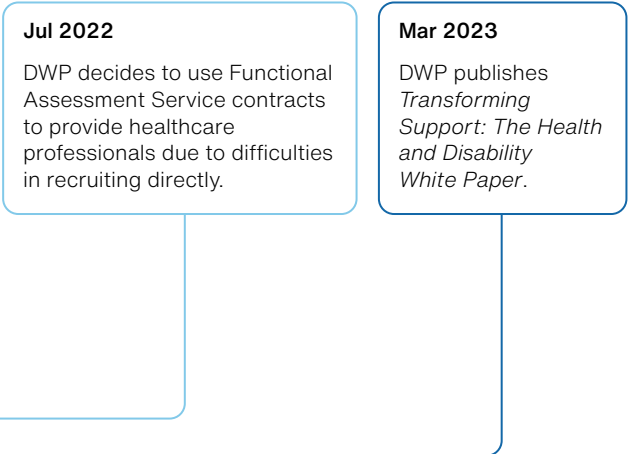 Jul 2022
DWP decides to use Functional
Assessment Service contracts
to provide healthcare
professionals due to difficulties
in recruiting directly.
Mar 2023
DWP publishes
Transforming
Support: The Health
and Disability
White Paper.